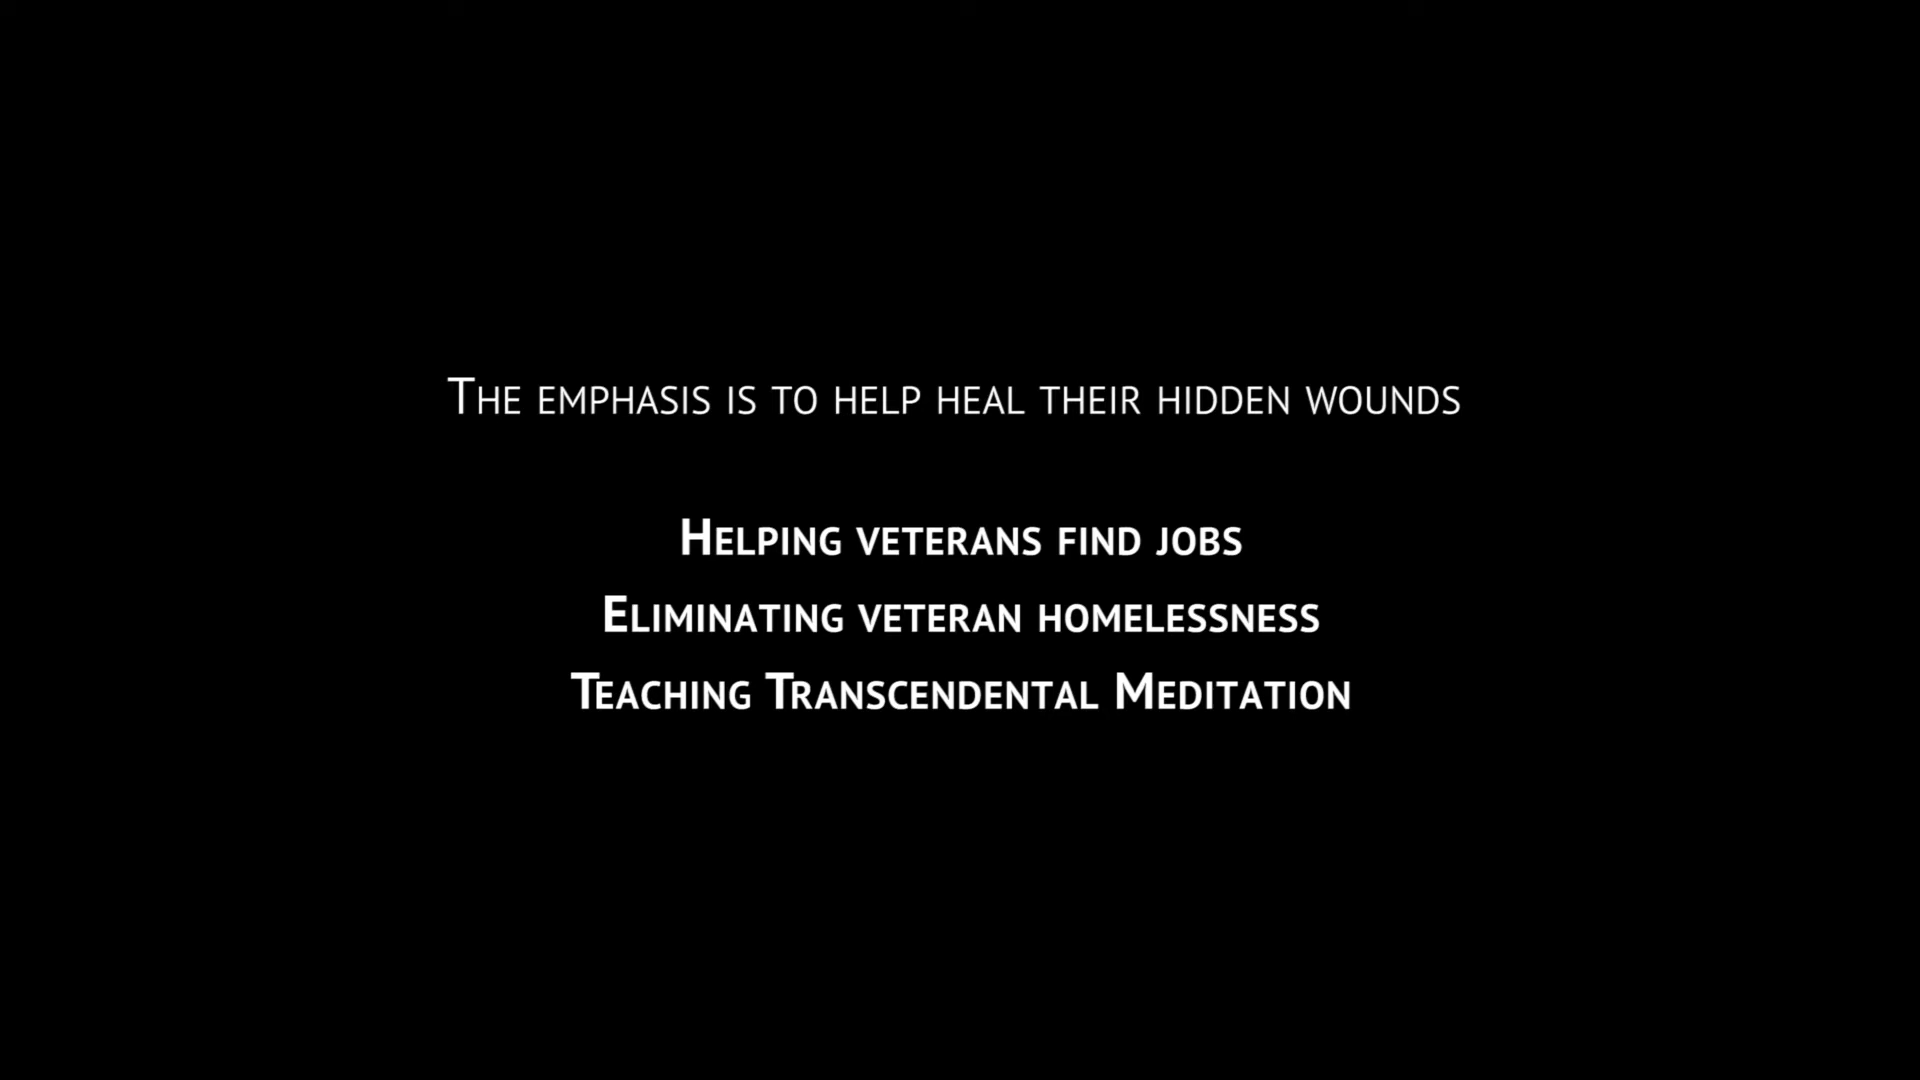 The emphasis is to help heal their hidden wounds
Helping veterans find jobs
Eliminating veteran homelessness
Teaching Transcendental Meditation